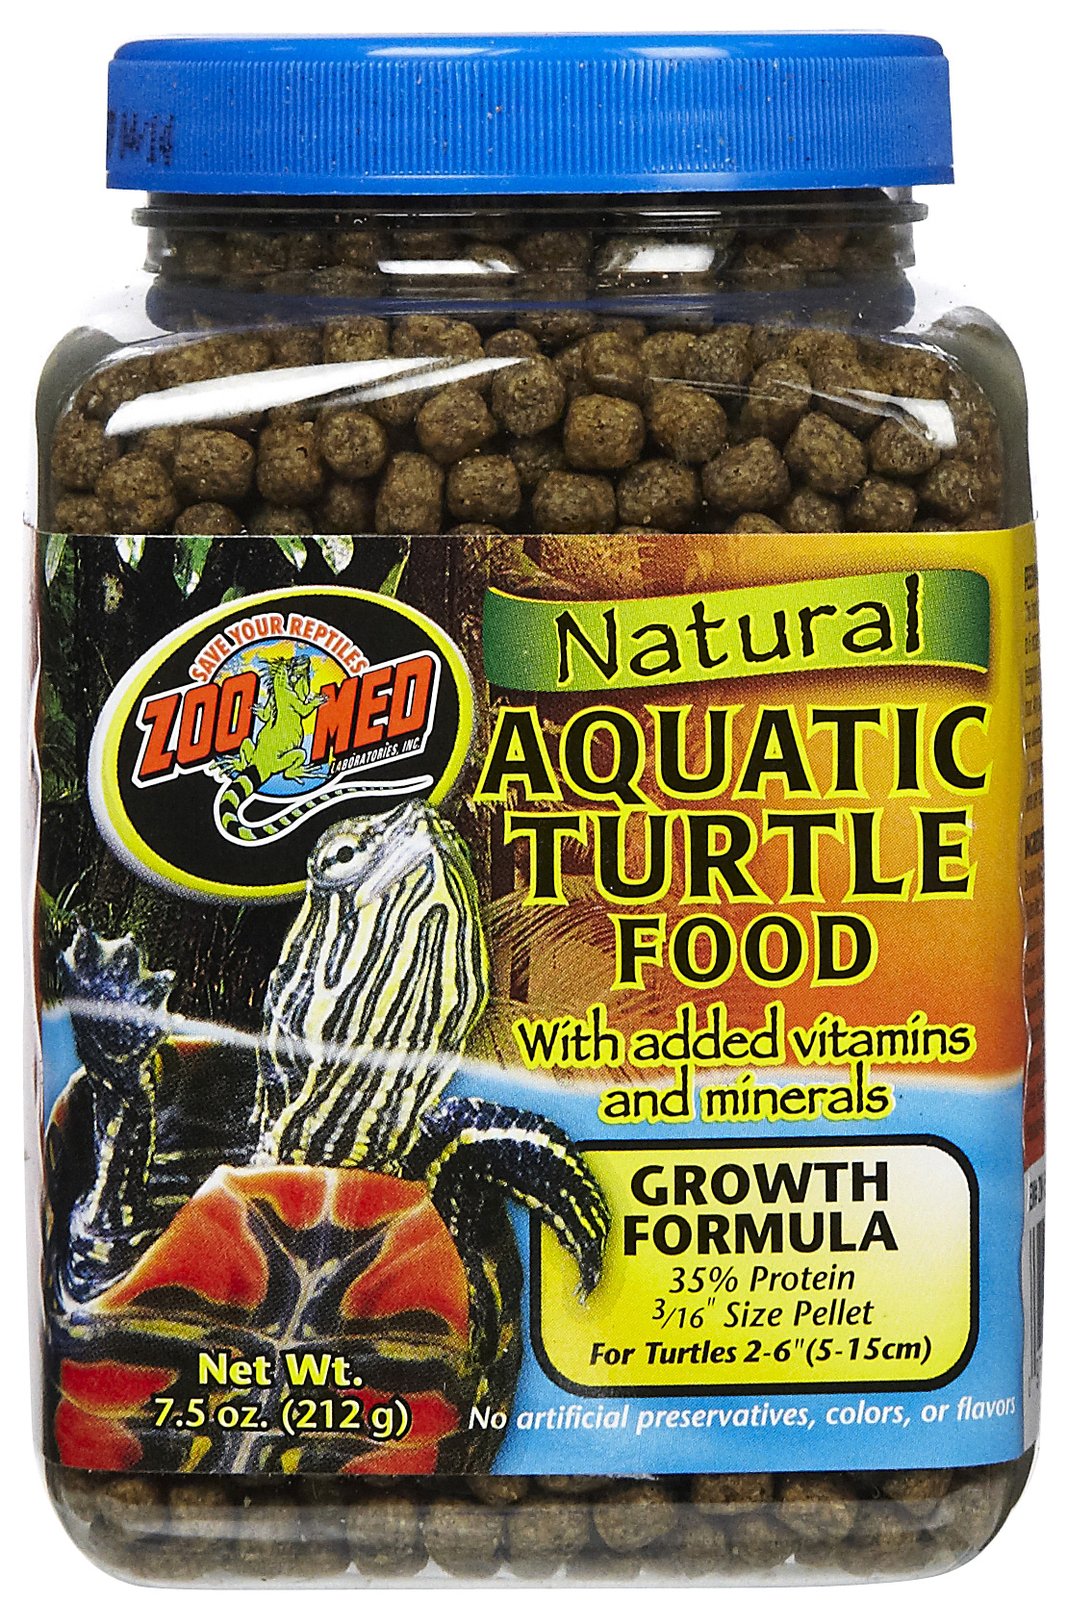 SAVE YOUR REPTILES
ZOO MED
LABORATORIES, INC.
Natural
AQUATIC
TURTLE
FOOD
With added vitamins
and minerals
GROWTH
FORMULA
35% Protein
3/16" Size Pellet
For Turtles 2-6"(5-15cm)
Net Wt.
7.5 oz. (212 g)
No artificial preservatives, colors, or flavors